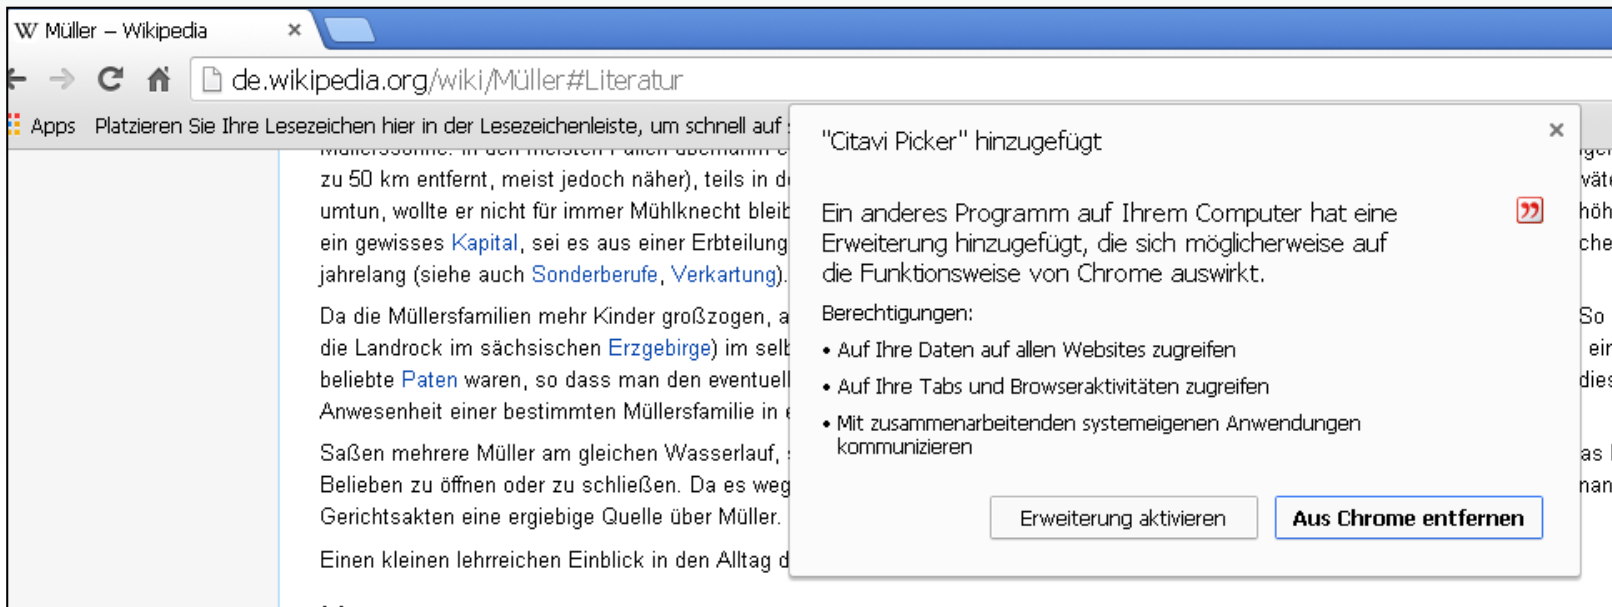 W Müller – Wikipedia
de.wikipedia.org/wiki/Müller#Literatur
Apps Platzieren Sie Ihre Lesezeichen hier in der Lesezeichenleiste, um schnell auf
zu 50 km entfernt, meist jedoch näher), teils in
umtun, wollte er nicht für immer Mühlknecht
ein gewisses Kapital, sei es aus einer Erbteilung
jahrelang (siehe auch Sonderberufe, Verkartung).
Da die Müllersfamilien mehr Kinder großzogen,
die Landrock im sächsischen Erzgebirge) im
beliebte Paten waren, so dass man den
Anwesenheit einer bestimmten Müllersfamilie in
Saßen mehrere Müller am gleichen Wasserlauf,
Belieben zu öffnen oder zu schließen. Da es
Gerichtsakten eine ergiebige Quelle über Müller.
Einen kleinen lehrreichen Einblick in den Alltag
"Citavi Picker" hinzugefügt
Ein anderes Programm auf Ihrem Computer hat eine
Erweiterung hinzugefügt, die sich möglicherweise auf
die Funktionsweise von Chrome auswirkt.
Berechtigungen:
• Auf Ihre Daten auf allen Websites zugreifen
• Auf Ihre Tabs und Browseraktivitäten zugreifen
• Mit zusammenarbeitenden systemeigenen Anwendungen
kommunizieren
Erweiterung aktivieren Aus Chrome entfernen
So